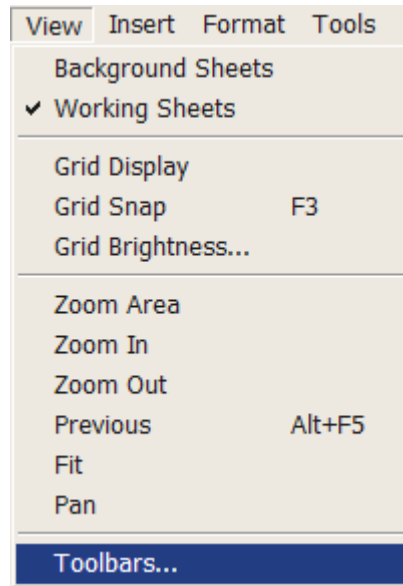 View Insert Format Tools
Background Sheets
✓ Working Sheets
Grid Display
Grid Snap F3
Grid Brightness...
Zoom Area
Zoom In
Zoom Out
Previous Alt+F5
Fit
Pan
Toolbars...